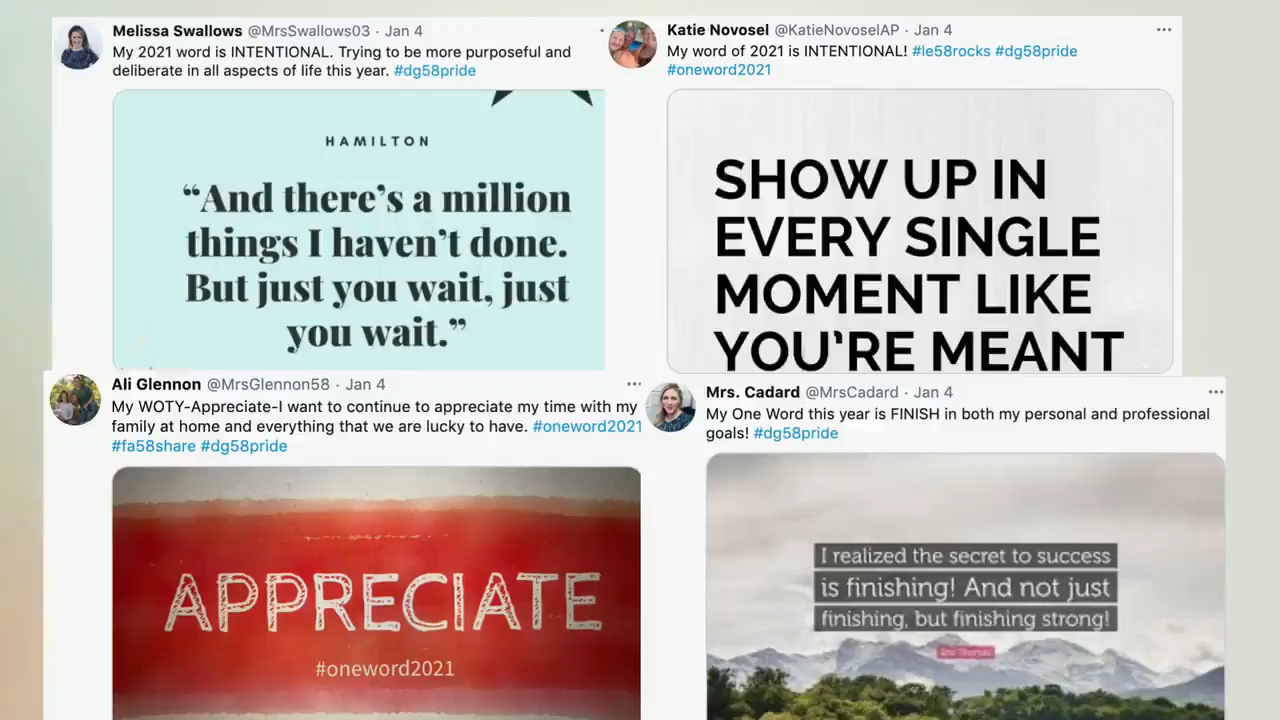 Melissa Swallows @MrsSwallows03 · Jan 4
My 2021 word is INTENTIONAL. Trying to be more purposeful and
deliberate in all aspects of life this year. #dg58pride
HAMILTON
“And there’s a million
things I haven’t done.
But just you wait, just
you wait.”
Katie Novosel @KatieNovoselAP · Jan 4
My word of 2021 is INTENTIONAL! #le58rocks #dg58pride
#oneword2021
SHOW UP IN
EVERY SINGLE
MOMENT LIKE
YOU’RE MEANT
Ali Glennon @MrsGlennon58 · Jan 4
My WOTY-Appreciate-I want to continue to appreciate my time with my
family at home and everything that we are lucky to have. #oneword2021
#fa58share #dg58pride
APPRECIATE
#oneword2021
Mrs. Cadard @MrsCadard · Jan 4
My One Word this year is FINISH in both my personal and professional
goals! #dg58pride
I realized the secret to success
is finishing! And not just
finishing, but finishing strong!